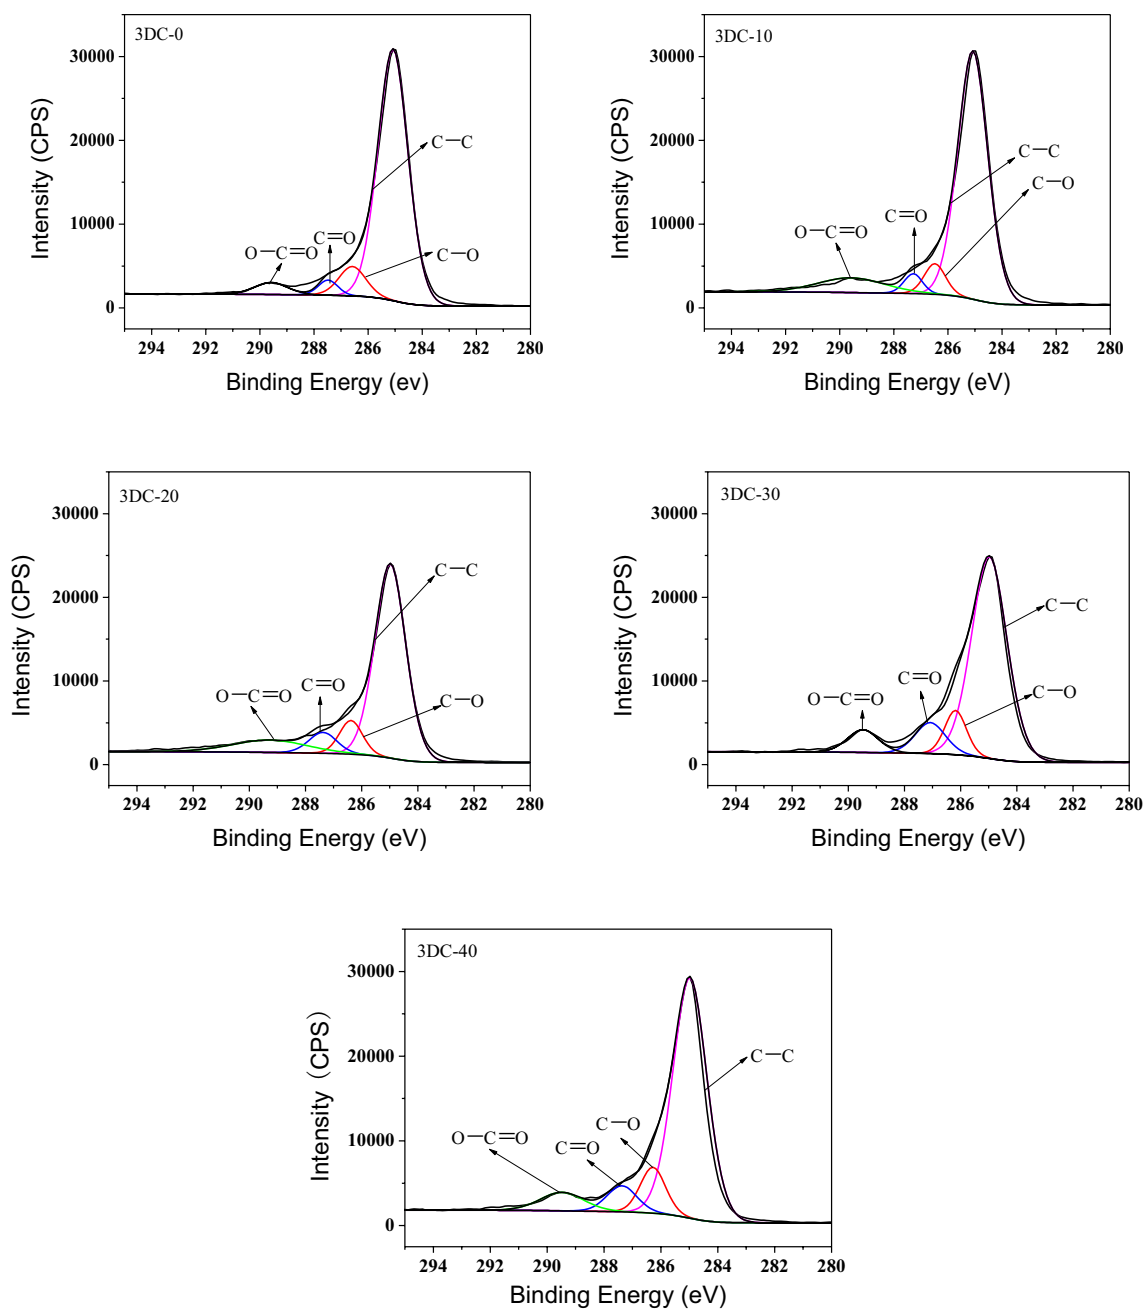 3DC-0
30000
20000
10000
0
C—C
O—C=O
C=O
C—O
294 292 290 288 286 284 282 280
Intensity (CPS)
Binding Energy (ev)
3DC-10
30000
20000
10000
0
C—C
C—O
C=O
O—C=O
294 292 290 288 286 284 282 280
Intensity (CPS)
Binding Energy (eV)
3DC-20
30000
20000
10000
0
C—C
C=O
O—C=O
C—O
294 292 290 288 286 284 282 280
Intensity (CPS)
Binding Energy (eV)
3DC-30
30000
20000
10000
0
C—C
C=O
O—C=O
C—O
294 292 290 288 286 284 282 280
Intensity (CPS)
Binding Energy (eV)
3DC-40
30000
20000
10000
0
C—C
C—O
O—C=O
C=O
294 292 290 288 286 284 282 280
Intensity（CPS）
Binding Energy (eV)